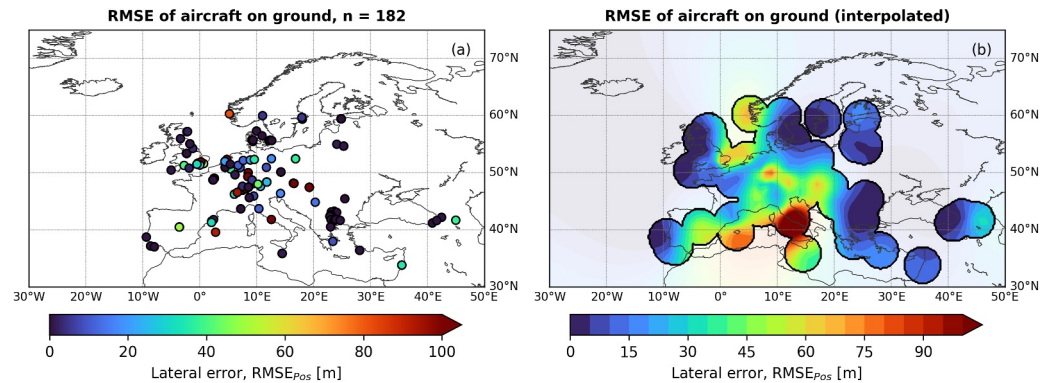 RMSE of aircraft on ground, n = 182
(a)
70°N
60°N
50°N
40°N
30°N
30°W 20°W 10°W 0° 10°E 20°E 30°E 40°E 50°E
0 20 40 60 80 100
Lateral error, RMSE_Pos [m]
RMSE of aircraft on ground (interpolated)
(b)
70°N
60°N
50°N
40°N
30°N
30°W 20°W 10°W 0° 10°E 20°E 30°E 40°E 50°E
0 15 30 45 60 75 90
Lateral error, RMSE_Pos [m]